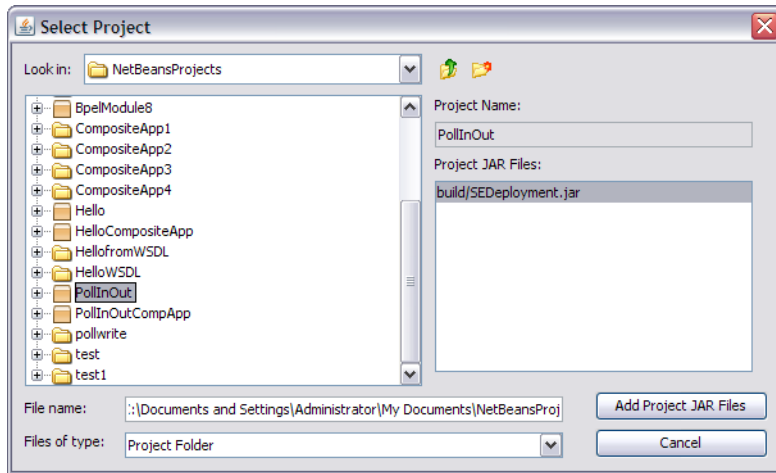 Select Project
Look in:
NetBeansProjects
BpelModule8
CompositeApp1
CompositeApp2
CompositeApp3
CompositeApp4
Hello
HelloCompositeApp
HellofromWSDL
HelloWSDL
PollInOut
PollInOutCompApp
pollwrite
test
test1
Project Name:
PollInOut
Project JAR Files:
build/SEDeployment.jar
File name:
:\Documents and Settings\Administrator\My Documents\NetBeansProj
Add Project JAR Files
Files of type:
Project Folder
Cancel